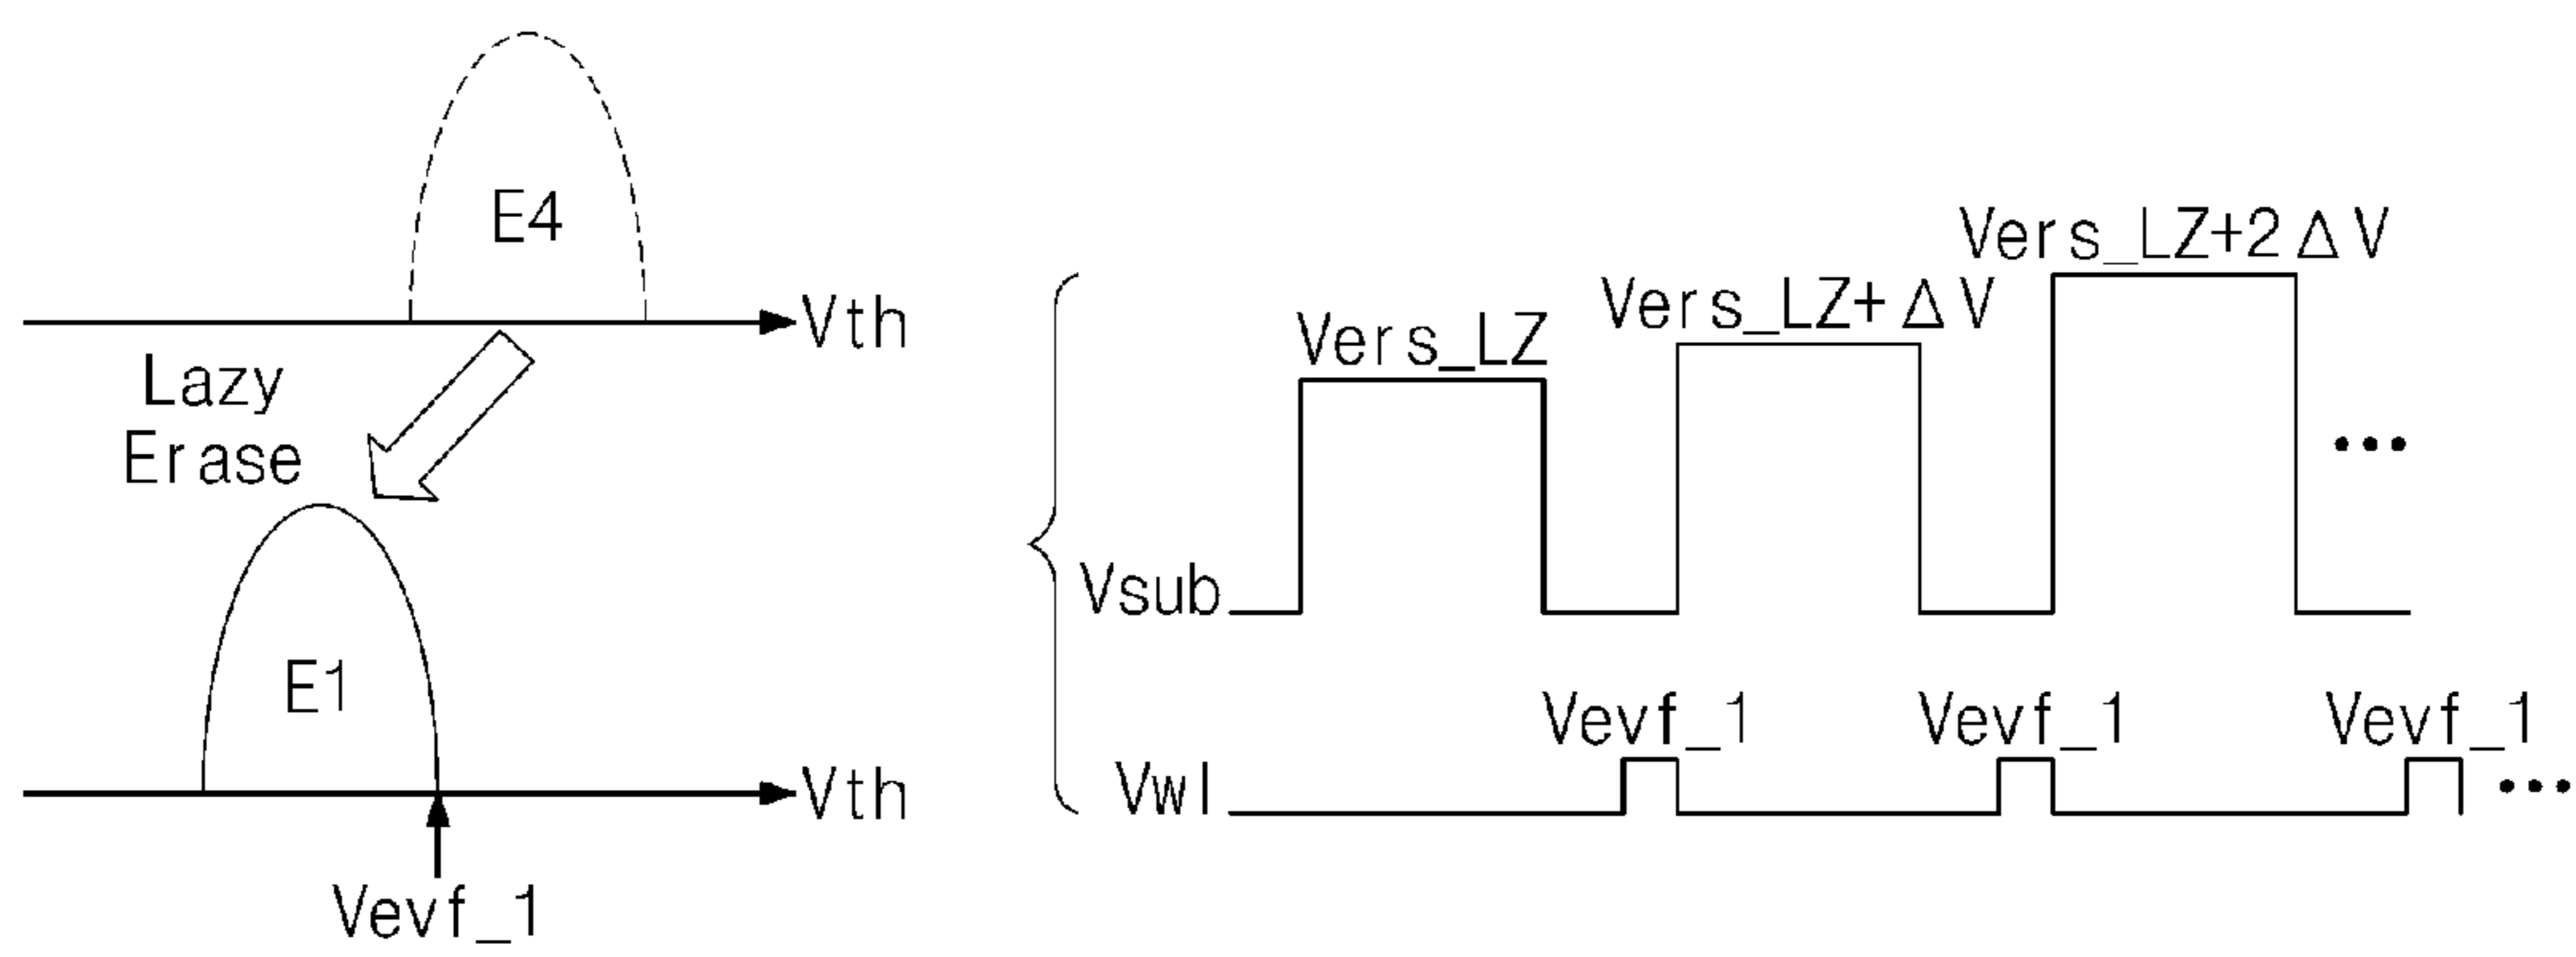 E4
Vth
Lazy
Erase
E1
Vth
Vevf_1
Vers_LZ
Vers_LZ+ΔV
Vers_LZ+2ΔV
...
Vsub
Vevf_1
Vevf_1
Vevf_1
Vwl
...